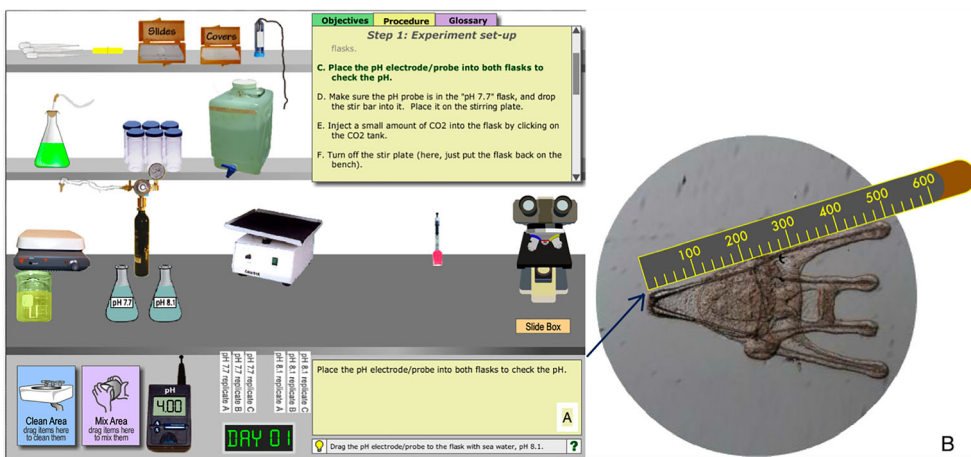 Objectives Procedure Glossary
Step 1: Experiment set-up
flasks.
C. Place the pH electrode/probe into both flasks to
check the pH.
D. Make sure the pH probe is in the "pH 7.7" flask, and drop
the stir bar into it. Place it on the stirring plate.
E. Inject a small amount of CO2 into the flask by clicking on
the CO2 tank.
F. Turn off the stir plate (here, just put the flask back on the
bench).
Slides
Covers
pH 7.7
pH 8.1
Slide Box
100 200 300 400 500 600
Clean Area
drag items here
to clean them
Mix Area
drag items here
to mix them
pH
4.00
pH 7.7 replicate A
pH 7.7 replicate B
pH 7.7 replicate C
pH 8.1 replicate A
pH 8.1 replicate B
pH 8.1 replicate C
DAY 01
Place the pH electrode/probe into both flasks to check the pH.
A
Drag the pH electrode/probe to the flask with sea water, pH 8.1.
?
B